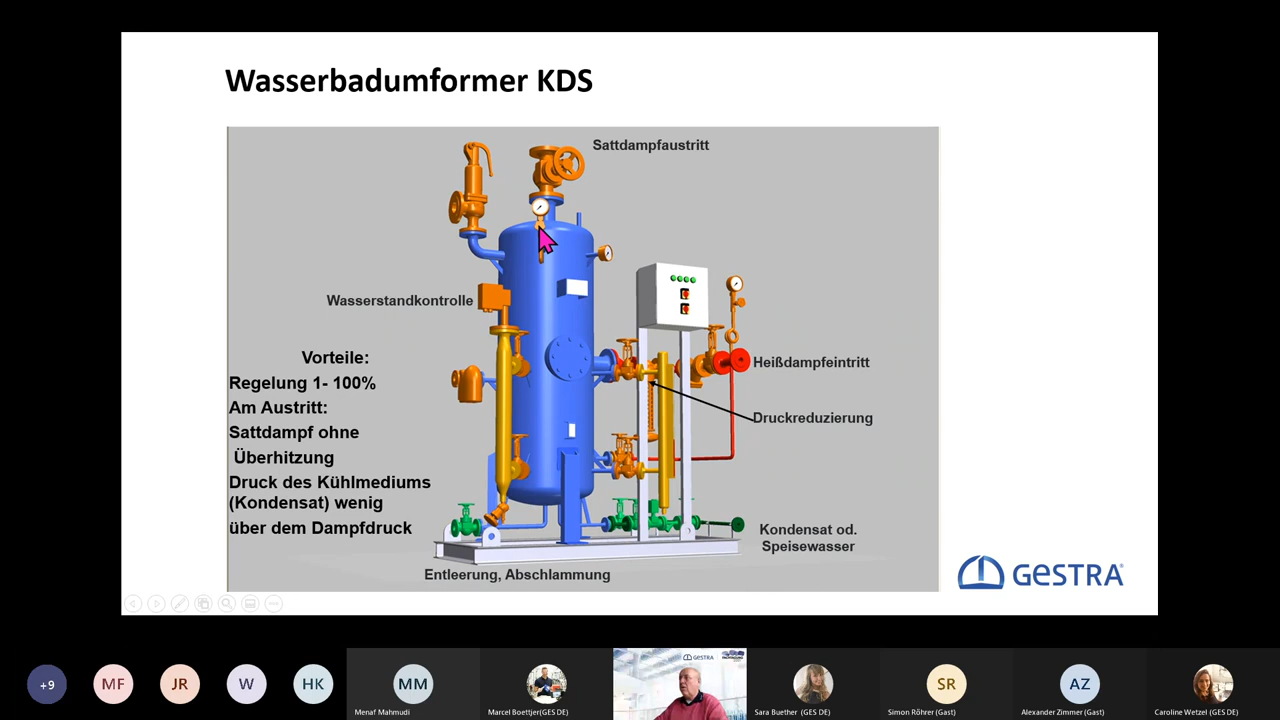 Wasserbadumformer KDS
Sattdampfaustritt
Wasserstandkontrolle
Vorteile:
Regelung 1- 100%
Am Austritt:
Sattdampf ohne
Überhitzung
Druck des Kühlmediums
(Kondensat) wenig
über dem Dampfdruck
Heißdampfeintritt
Druckreduzierung
Kondensat od.
Speisewasser
Entleerung, Abschlammung
GESTRA
+9
MF
JR
W
HK
MM
Menaf Mahmudi
Marcel Boettjer(GES DE)
GESTRA
Sara Buether (GES DE)
SR
Simon Röhrer (Gast)
AZ
Alexander Zimmer (Gast)
Caroline Wetzel (GES DE)